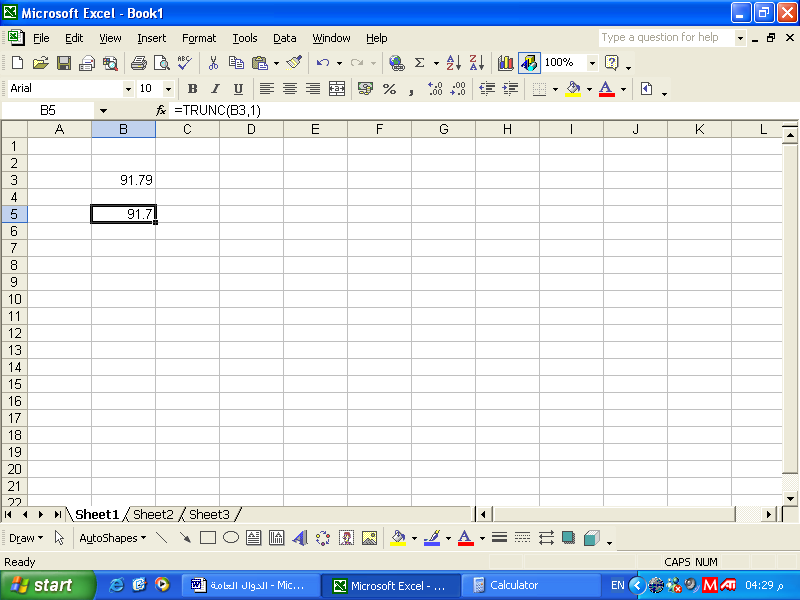 Microsoft Excel - Book1
File Edit View Insert Format Tools Data Window Help Type a question for help
100%
Arial 10 B I U
B5 fx =TRUNC(B3,1)
A B C D E F G H I J K L
1
2
3 91.79
4
5 91.7
6
7
8
9
10
11
12
13
14
15
16
17
18
19
20
21
22
Sheet1 Sheet2 Sheet3
Draw AutoShapes
Ready CAPS NUM
start الدوال العامة - Mic... Microsoft Excel - ... Calculator EN 04:29 م